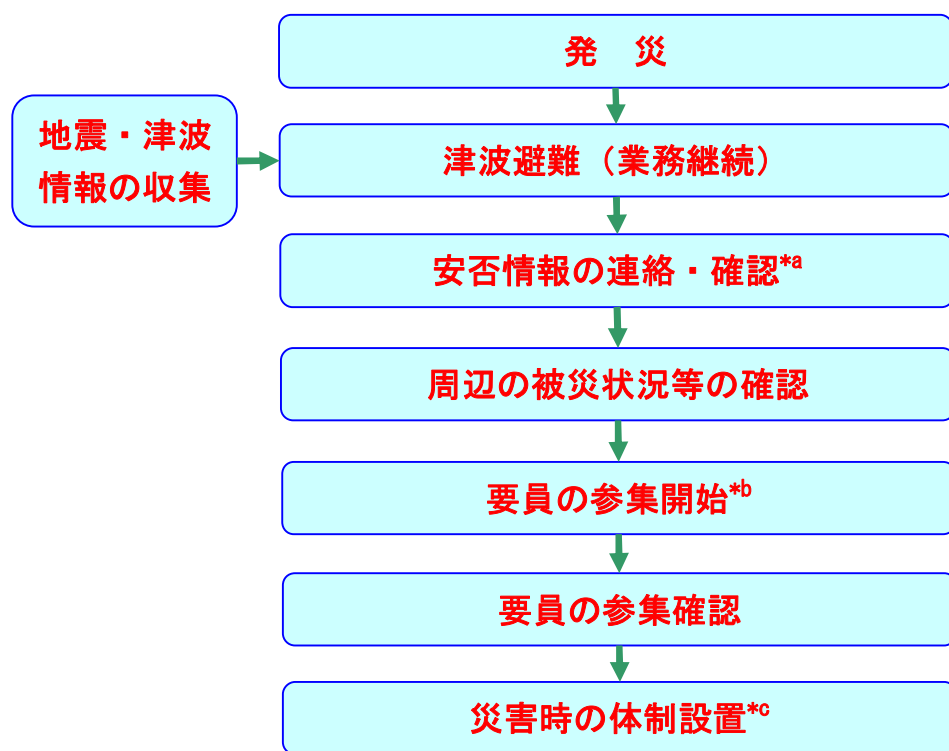 発　災
地震・津波
情報の収集
津波避難（業務継続）
安否情報の連絡・確認*a
周辺の被災状況等の確認
要員の参集開始*b
要員の参集確認
災害時の体制設置*c